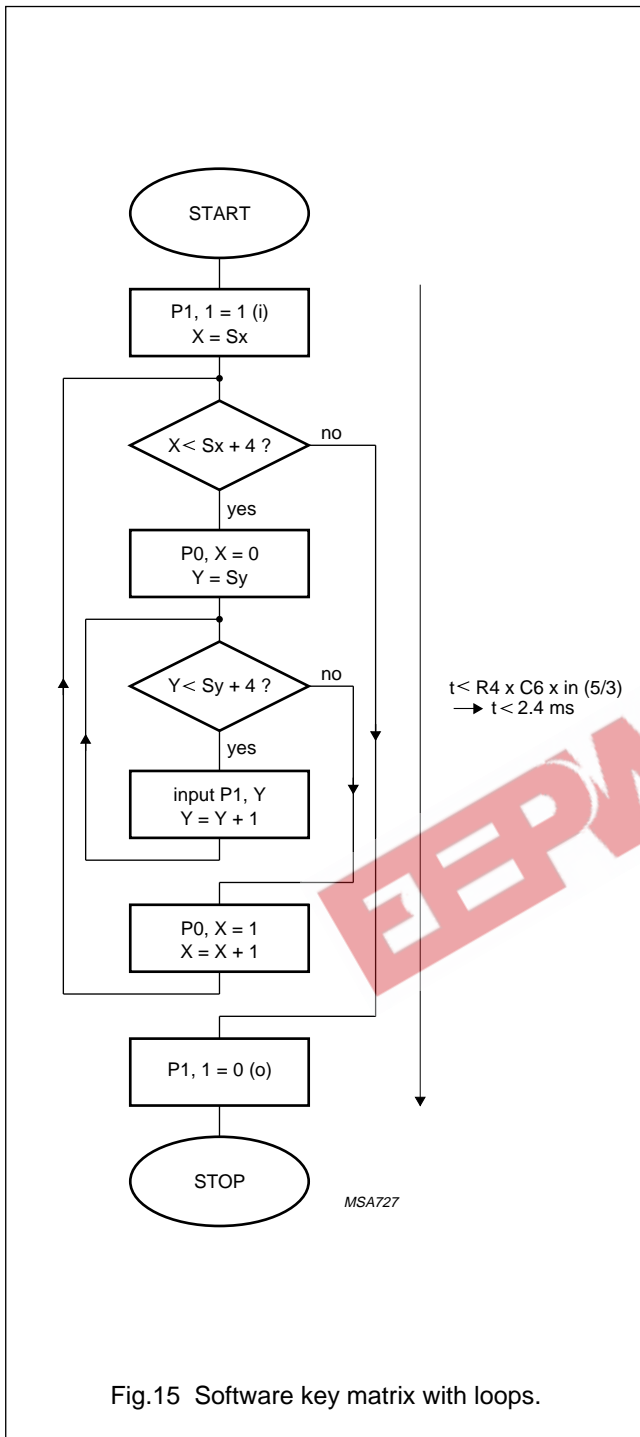 START
P1, 1 = 1 (i)
X = Sx
X < Sx + 4 ?
no
yes
P0, X = 0
Y = Sy
Y < Sy + 4 ?
no
yes
t < R4 x C6 x in (5/3)
→ t < 2.4 ms
input P1, Y
Y = Y + 1
P0, X = 1
X = X + 1
P1, 1 = 0 (o)
STOP
MSA727
EEPW
Fig.15 Software key matrix with loops.